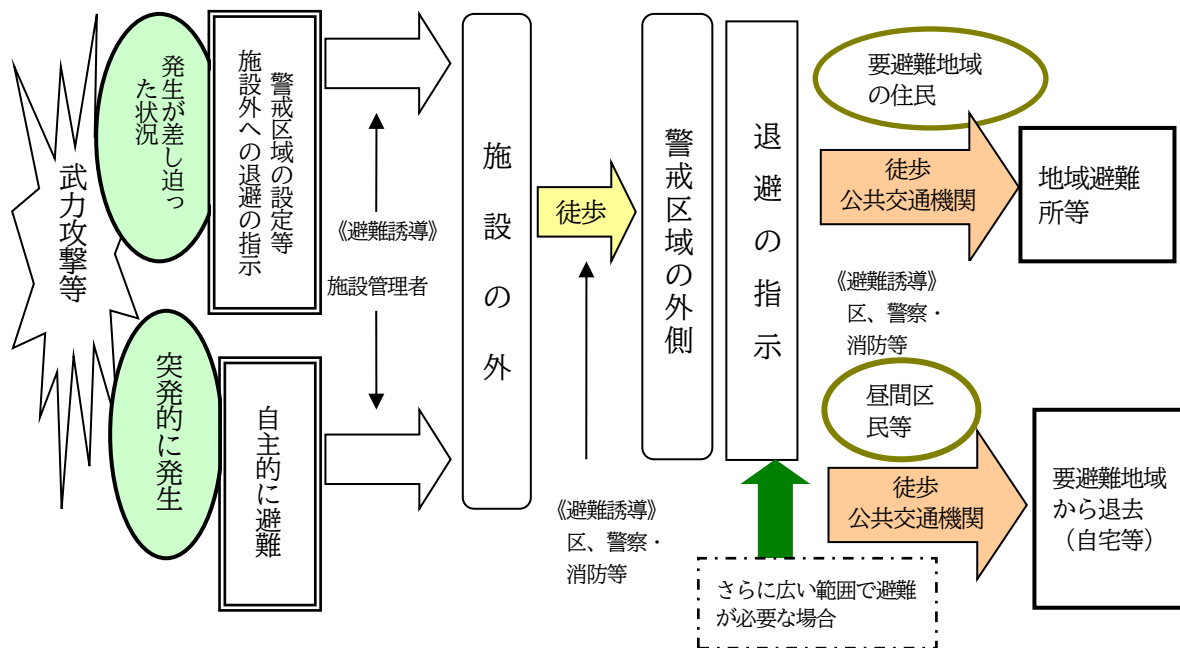 武力攻撃等
発生が差し迫っ
た状況
警戒区域の設定等
施設外への退避の指示
突発的に発生
自主的に避難
《避難誘導》
施設管理者
施設の外
徒歩
《避難誘導》
区、警察・
消防等
警戒区域の外側
退避の指示
さらに広い範囲で避難
が必要な場合
要避難地域
の住民
徒歩
公共交通機関
地域避難
所等
《避難誘導》
区、警察・
消防等
昼間区
民等
徒歩
公共交通機関
要避難地域
から退去
（自宅等）